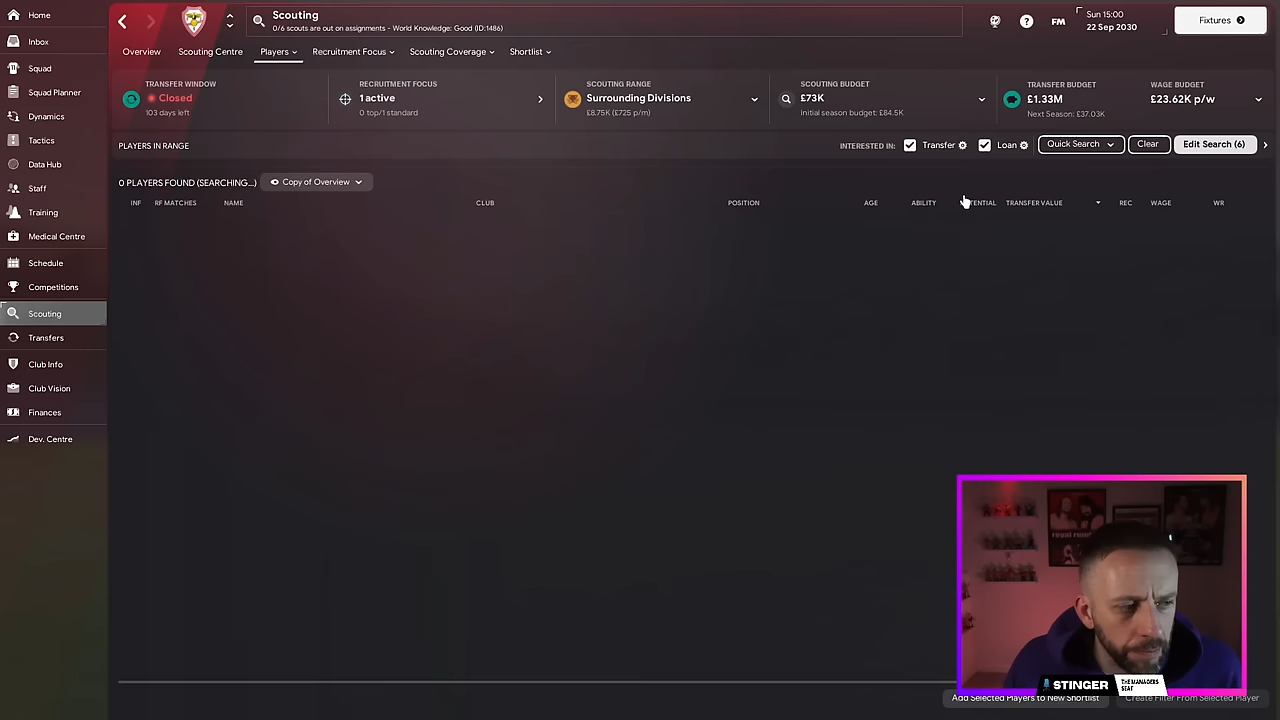 Home
Inbox
Squad
Squad Planner
Dynamics
Tactics
Data Hub
Staff
Training
Medical Centre
Schedule
Competitions
Scouting
Transfers
Club Info
Club Vision
Finances
Dev. Centre
Scouting
0/6 scouts are out on assignments - World Knowledge: Good (ID:1486)
FM
Sun 15:00
22 Sep 2030
Fixtures
Overview Scouting Centre Players Recruitment Focus Scouting Coverage Shortlist
TRANSFER WINDOW
Closed
103 days left
RECRUITMENT FOCUS
1 active
0 top/1 standard
SCOUTING RANGE
Surrounding Divisions
£8.75K (£725 p/m)
SCOUTING BUDGET
£73K
Initial season budget: £84.5K
TRANSFER BUDGET
£1.33M
Next Season: £37.03K
WAGE BUDGET
£23.62K p/w
PLAYERS IN RANGE
INTERESTED IN: Transfer Loan Quick Search Clear Edit Search (6)
0 PLAYERS FOUND (SEARCHING...) Copy of Overview
INF RF MATCHES NAME CLUB POSITION AGE ABILITY TRANSFER VALUE REC WAGE WR
royal rum
STINGER
THE MANAGERS
SEAT
Add Selected Players to New Shortlist Create Filter From Selected Player